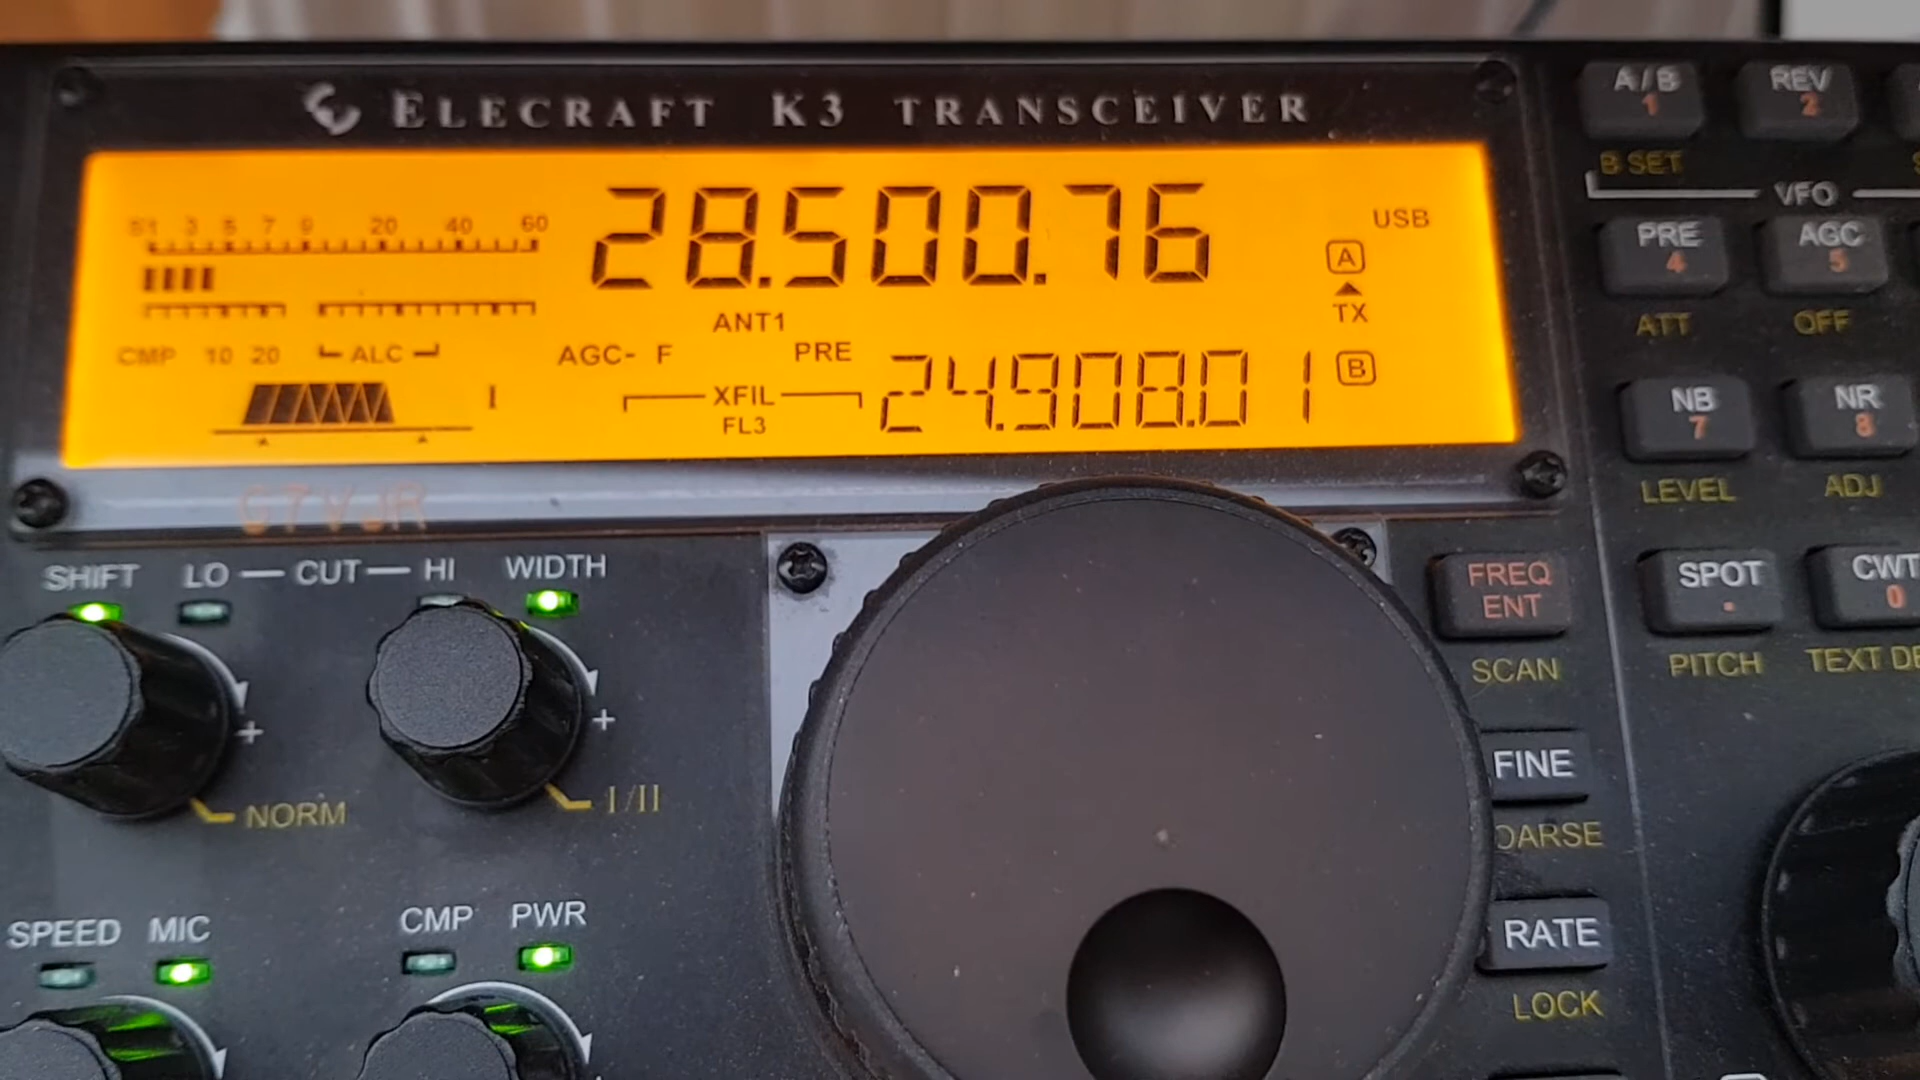 ELECRAFT K3 TRANSCEIVER
A/B REV
1 2
B SET
VFO
S1 3 5 7 9 20 40 60
28.500.76
USB
A
TX
ANT1
CMP 10 20 ALC
AGC- F PRE
24.908.01 B
XFIL
FL3
I
PRE AGC
4 5
ATT OFF
NB NR
7 8
LEVEL ADJ
SHIFT LO CUT HI WIDTH
+ +
NORM I/II
FREQ
ENT
SCAN
SPOT CWT
. 0
PITCH TEXT DE
FINE
OARSE
SPEED MIC CMP PWR
RATE
LOCK